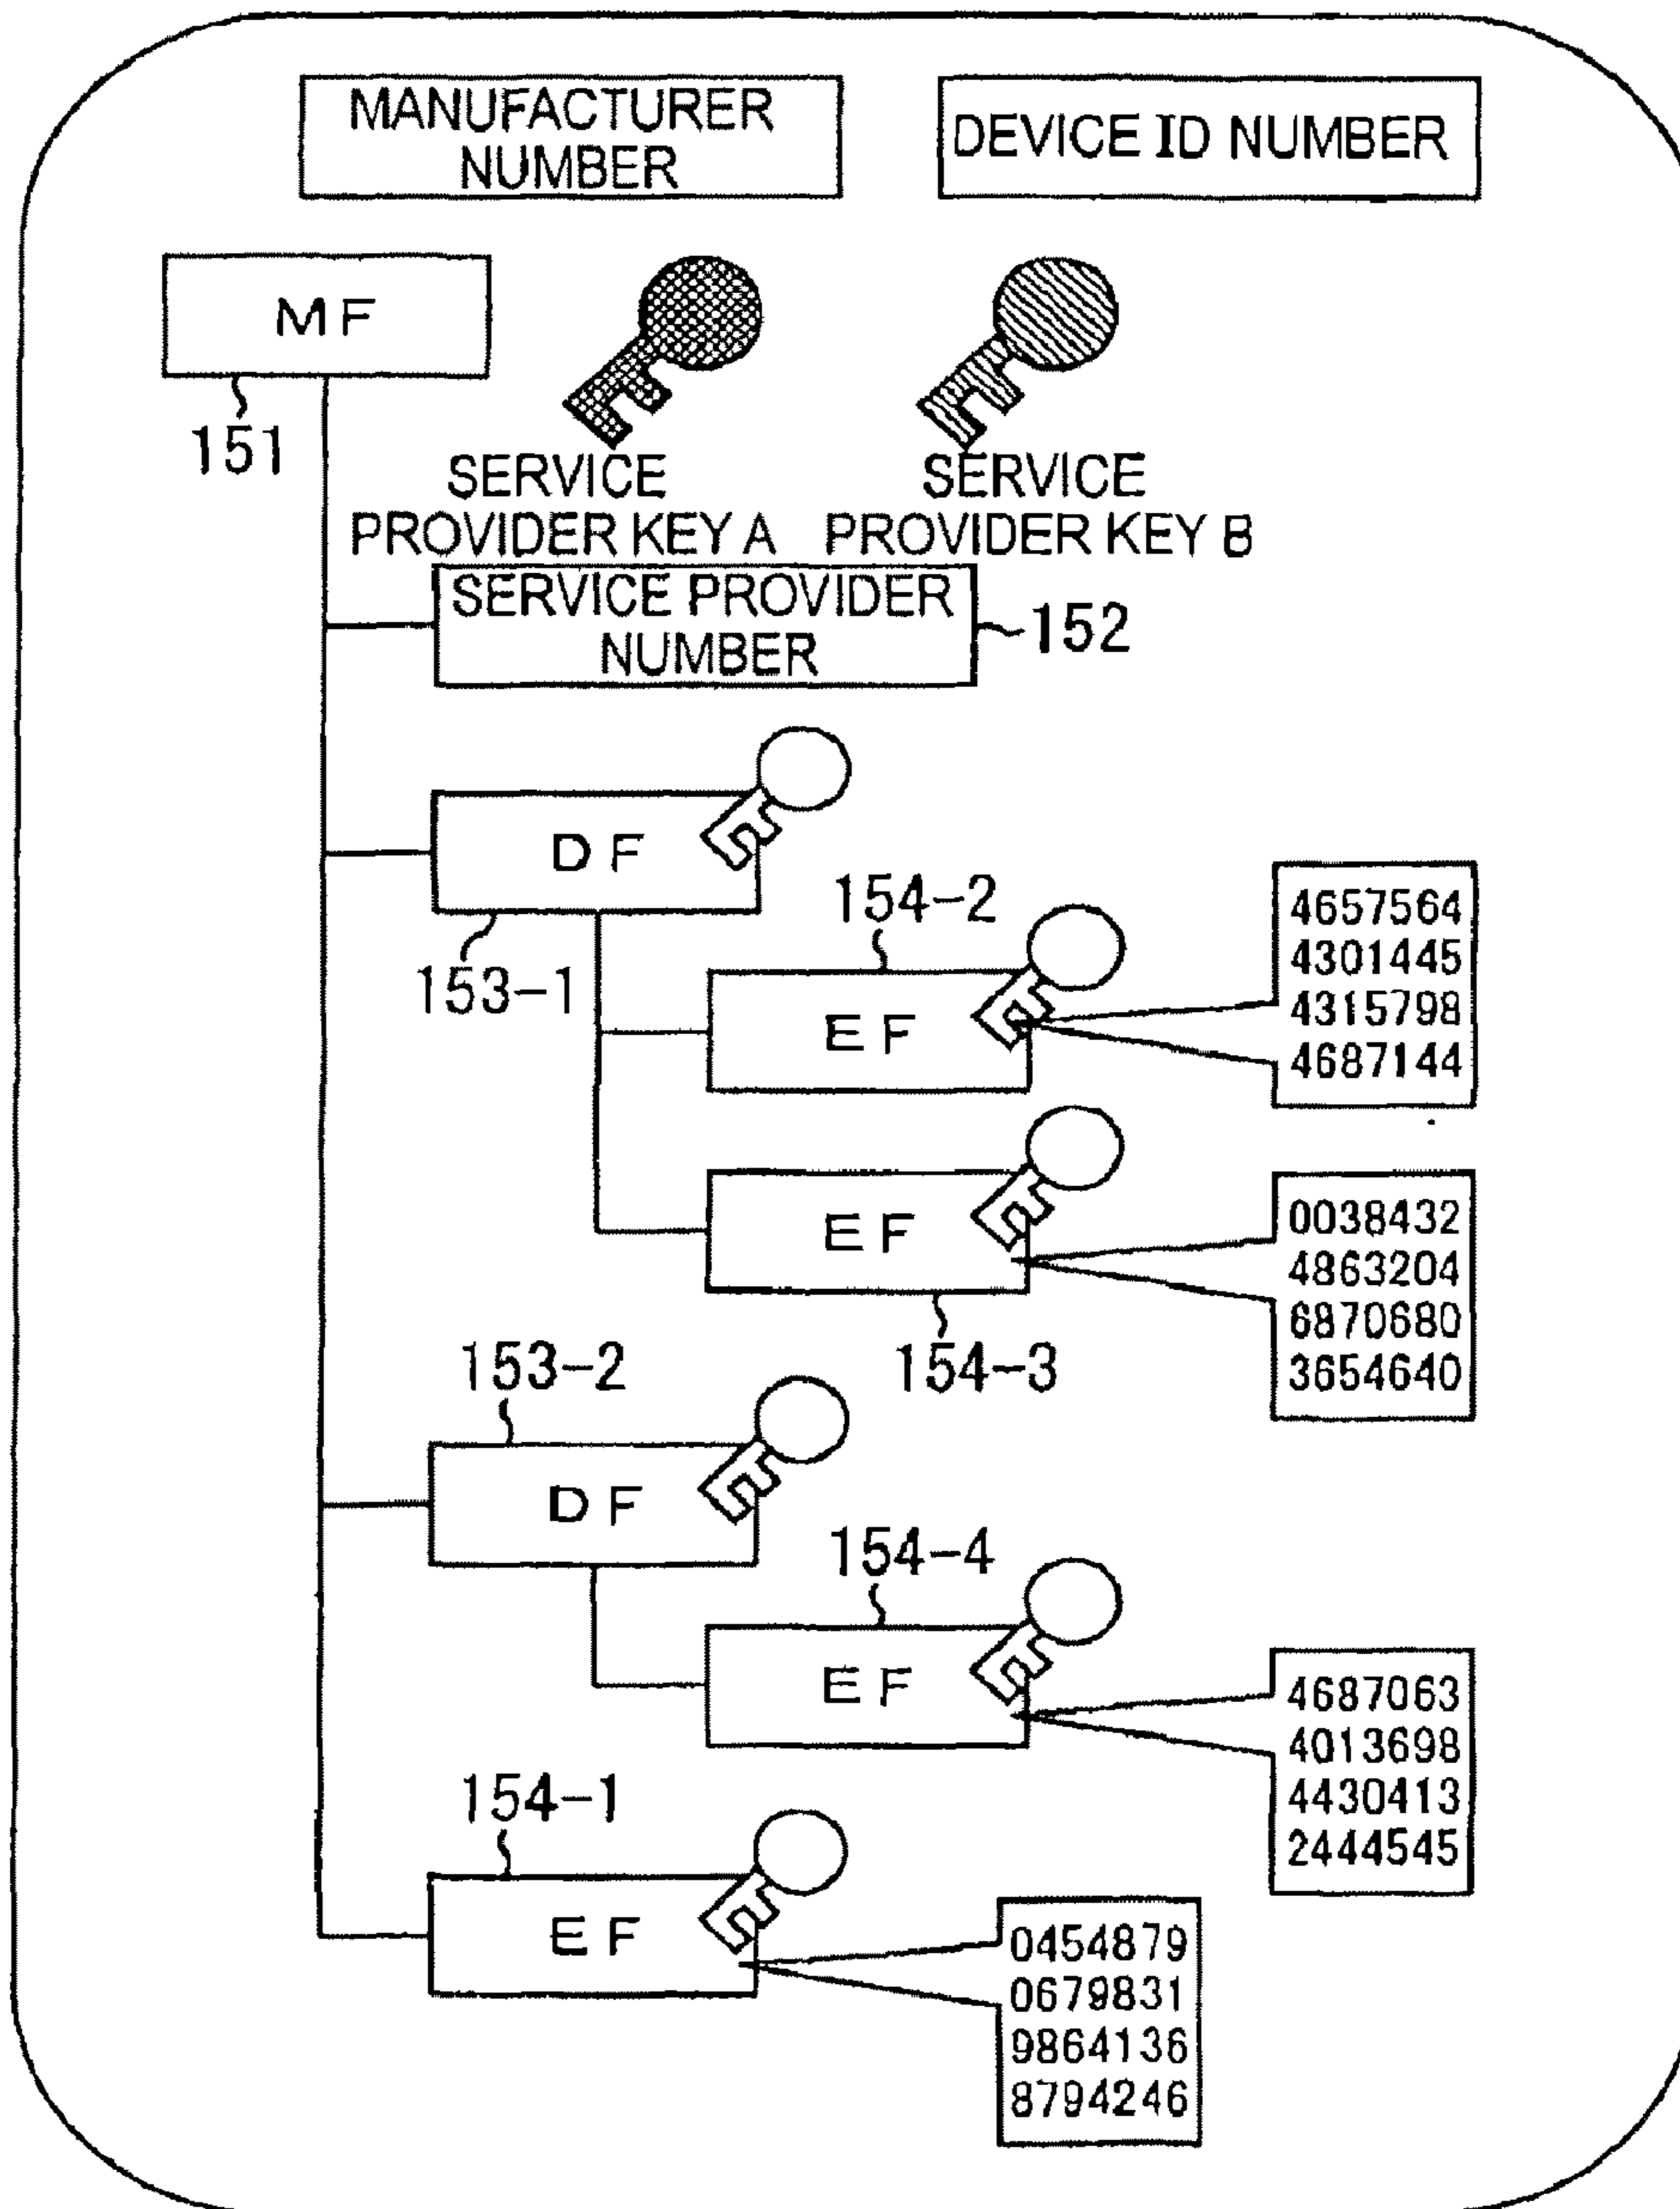 MANUFACTURER
NUMBER
DEVICE ID NUMBER
MF
151
SERVICE
PROVIDER KEY A
SERVICE
PROVIDER KEY B
SERVICE PROVIDER
NUMBER
152
DF
153-1
154-2
EF
4657564
4301445
4315798
4687144
EF
154-3
0038432
4863204
6870680
3654640
153-2
DF
154-4
EF
4687063
4013698
4430413
2444545
154-1
EF
0454879
0679831
9864136
8794246